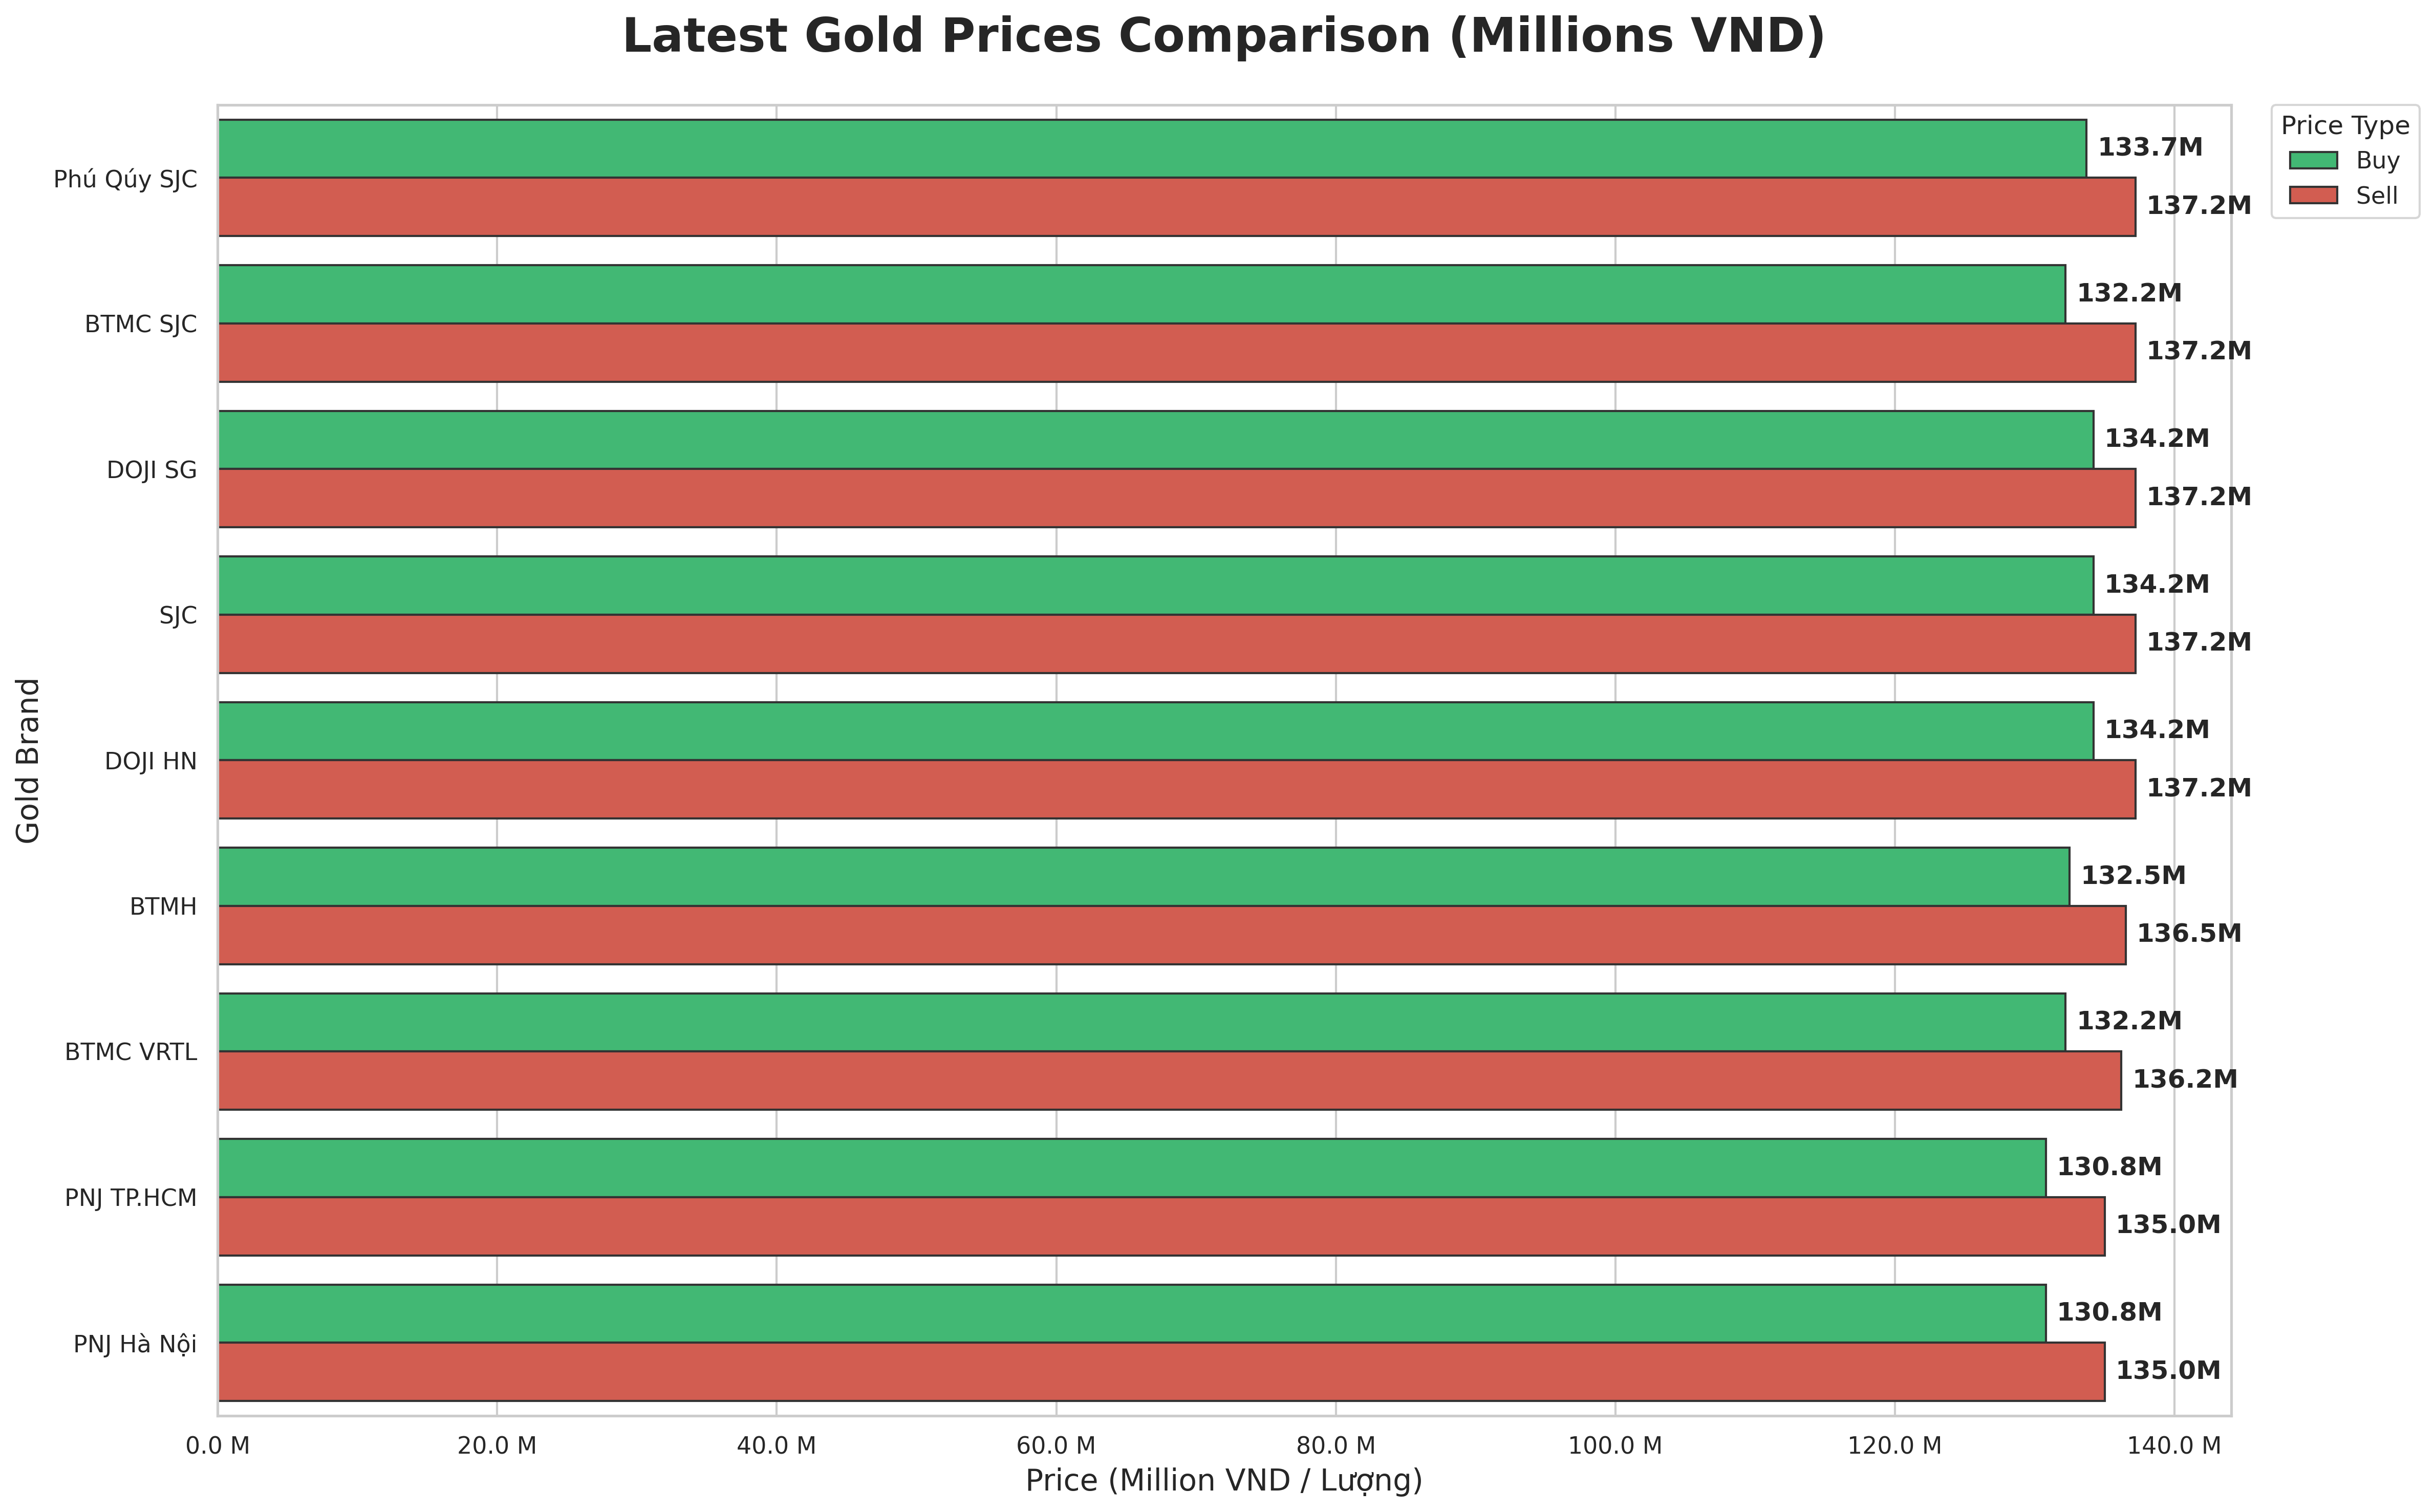 Latest Gold Prices Comparison (Millions VND)
Price Type
Buy
Sell
Gold Brand
Phú Qúy SJC
133.7M
137.2M
BTMC SJC
132.2M
137.2M
DOJI SG
134.2M
137.2M
SJC
134.2M
137.2M
DOJI HN
134.2M
137.2M
BTMH
132.5M
136.5M
BTMC VRTL
132.2M
136.2M
PNJ TP.HCM
130.8M
135.0M
PNJ Hà Nội
130.8M
135.0M
0.0 M 20.0 M 40.0 M 60.0 M 80.0 M 100.0 M 120.0 M 140.0 M
Price (Million VND / Lượng)